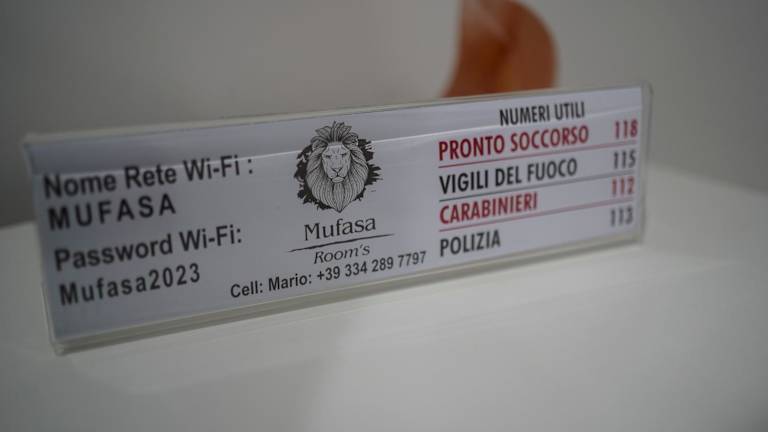 Nome Rete Wi-Fi :
MUFASA
Password Wi-Fi:
Mufasa2023
Mufasa
Room's
Cell: Mario: +39 334 289 7797
NUMERI UTILI
PRONTO SOCCORSO 118
VIGILI DEL FUOCO 115
CARABINIERI 112
POLIZIA 113